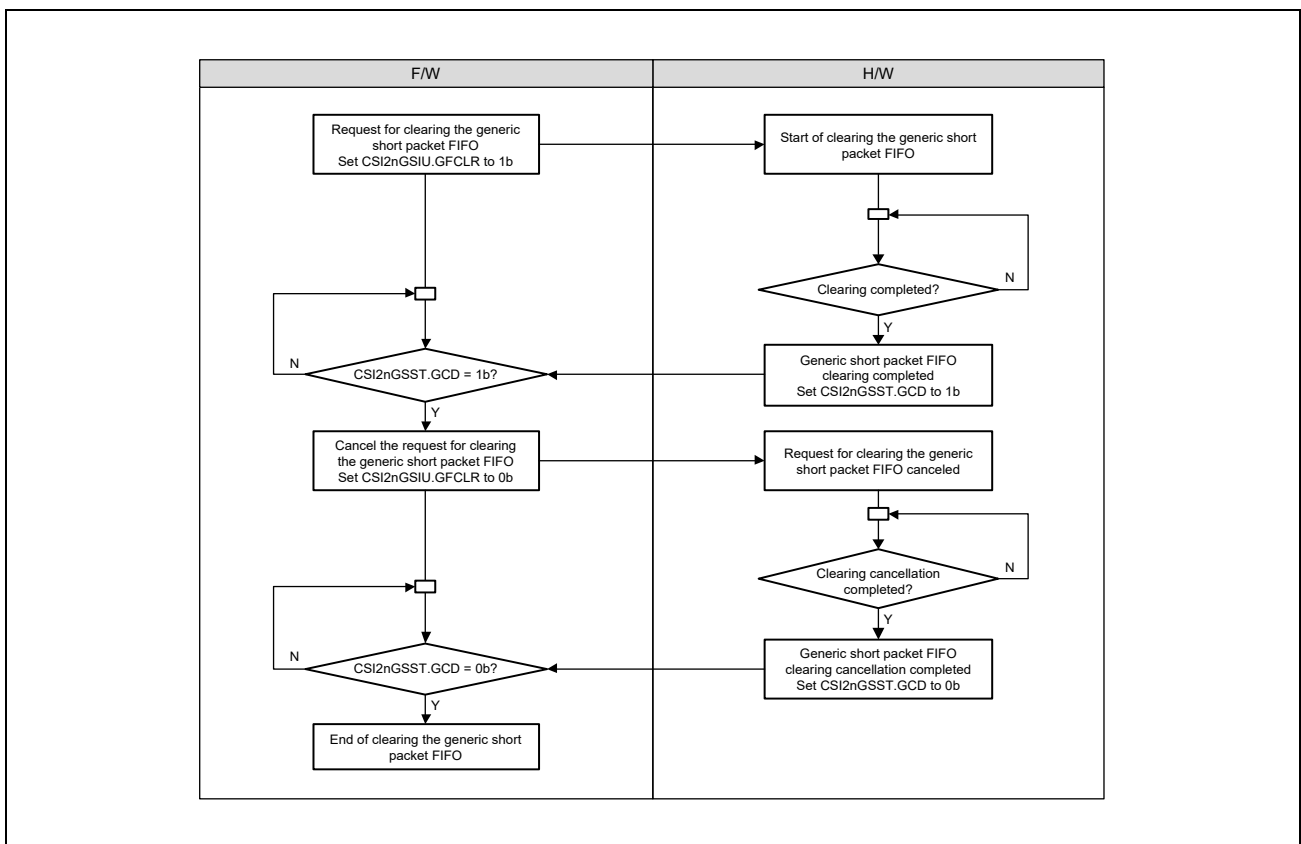 F/W
H/W
Request for clearing the generic
short packet FIFO
Set CSI2nGSIU.GFCLR to 1b
Start of clearing the generic short
packet FIFO
Clearing completed?
N
Y
Generic short packet FIFO
clearing completed
Set CSI2nGSST.GCD to 1b
CSI2nGSST.GCD = 1b?
N
Y
Cancel the request for clearing
the generic short packet FIFO
Set CSI2nGSIU.GFCLR to 0b
Request for clearing the generic
short packet FIFO canceled
Clearing cancellation
completed?
N
Y
Generic short packet FIFO
clearing cancellation completed
Set CSI2nGSST.GCD to 0b
CSI2nGSST.GCD = 0b?
N
Y
End of clearing the generic short
packet FIFO